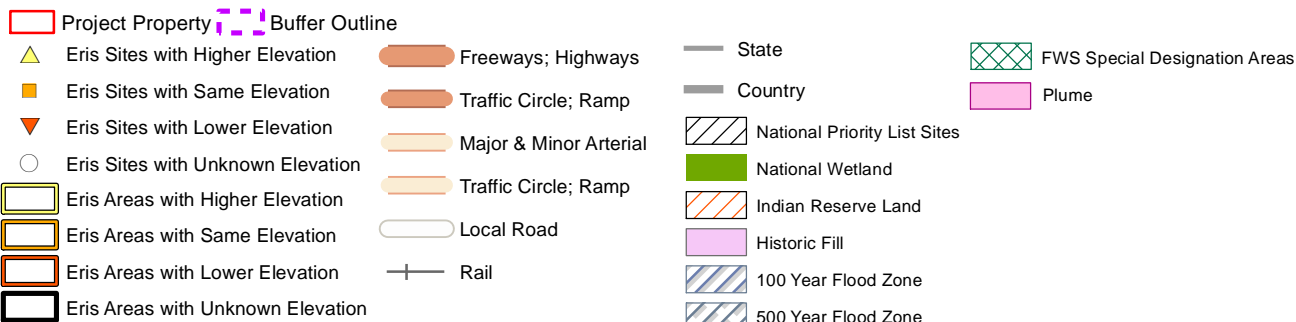 Project Property
Buffer Outline
Eris Sites with Higher Elevation
Eris Sites with Same Elevation
Eris Sites with Lower Elevation
Eris Sites with Unknown Elevation
Eris Areas with Higher Elevation
Eris Areas with Same Elevation
Eris Areas with Lower Elevation
Eris Areas with Unknown Elevation
Freeways; Highways
Traffic Circle; Ramp
Major & Minor Arterial
Traffic Circle; Ramp
Local Road
Rail
State
Country
National Priority List Sites
National Wetland
Indian Reserve Land
Historic Fill
100 Year Flood Zone
500 Year Flood Zone
FWS Special Designation Areas
Plume